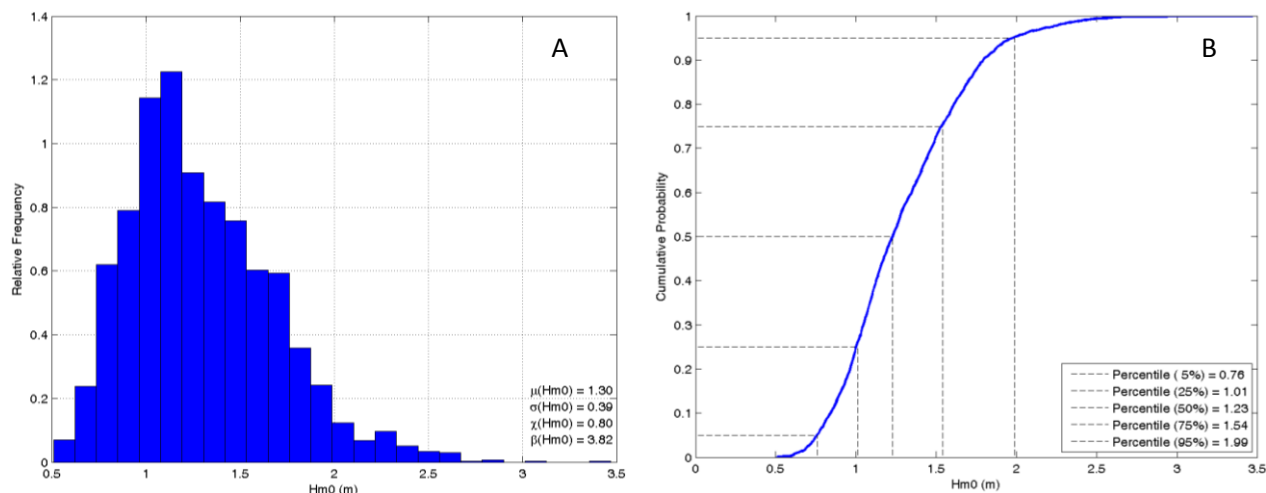 A
1.4
1.2
1
0.8
0.6
0.4
0.2
0
Relative Frequency
μ(Hm0) = 1.30
σ(Hm0) = 0.39
χ(Hm0) = 0.80
β(Hm0) = 3.82
0.5 1 1.5 2 2.5 3 3.5
Hm0 (m)
B
1
0.9
0.8
0.7
0.6
0.5
0.4
0.3
0.2
0.1
0
Cumulative Probability
Percentile ( 5%) = 0.76
Percentile (25%) = 1.01
Percentile (50%) = 1.23
Percentile (75%) = 1.54
Percentile (95%) = 1.99
0 0.5 1 1.5 2 2.5 3 3.5
Hm0 (m)